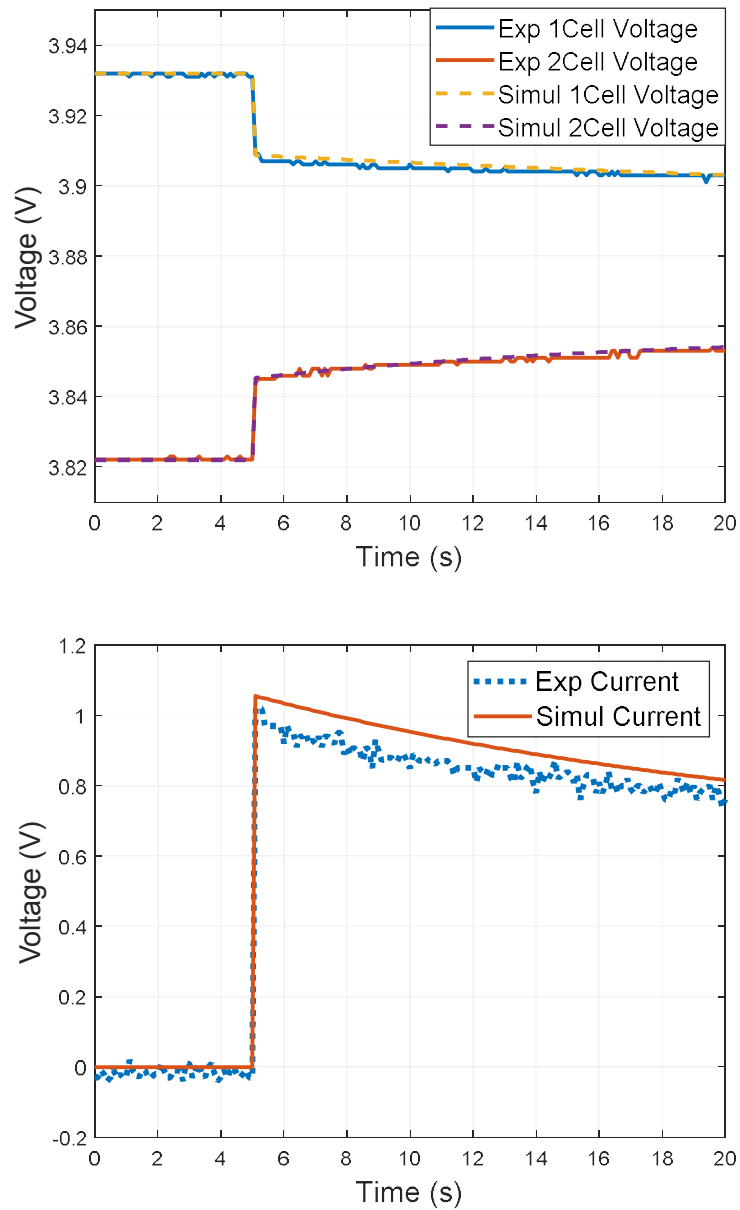 Exp 1Cell Voltage
Exp 2Cell Voltage
Simul 1Cell Voltage
Simul 2Cell Voltage
3.94
3.92
3.9
3.88
3.86
3.84
3.82
Voltage (V)
0 2 4 6 8 10 12 14 16 18 20
Time (s)
Exp Current
Simul Current
1.2
1
0.8
0.6
0.4
0.2
0
-0.2
Voltage (V)
0 2 4 6 8 10 12 14 16 18 20
Time (s)